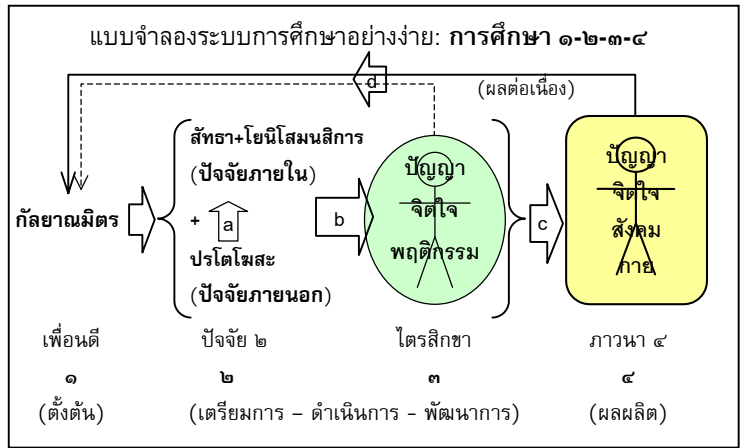 แบบจำลองระบบการศึกษาอย่างง่าย: การศึกษา ๑-๒-๓-๔
d
(ผลต่อเนื่อง)
กัลยาณมิตร
สัทธา+โยนิโสมนสิการ
(ปัจจัยภายใน)
+ a
ปรโตโฆสะ
(ปัจจัยภายนอก)
b
ปัญญา
จิตใจ
พฤติกรรม
c
ปัญญา
จิตใจ
สังคม
กาย
เพื่อนดี ปัจจัย ๒ ไตรสิกขา ภาวนา ๔
๑ ๒ ๓ ๔
(ตั้งต้น) (เตรียมการ – ดำเนินการ - พัฒนาการ) (ผลผลิต)